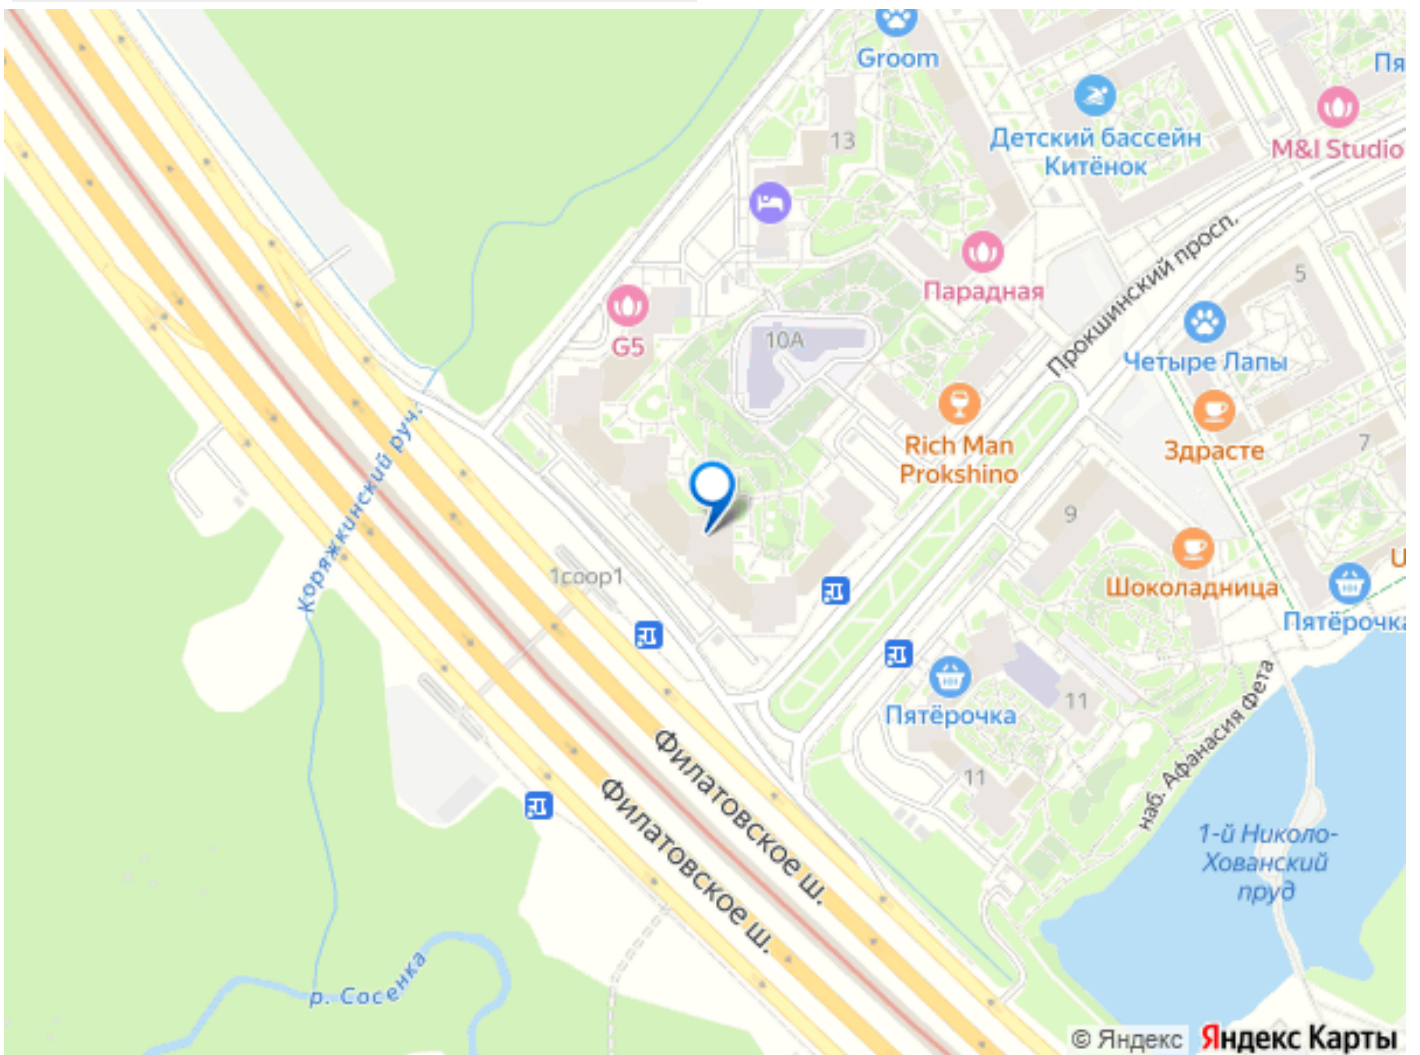 Groom
Пя
Детский бассейн
Китёнок
M&I Studio
13
Прокшинский просп.
Парадная
5
G5
10А
Четыре Лапы
Rich Man
Prokshino
Здрасте
7
9
Коряжкинский руч.
1соор1
Шоколадница
U
Пятёрочка
Пятёрочка
11
11
наб. Афанасия Фета
Филатовское ш.
Филатовское ш.
1-й Николо-
Хованский
пруд
р. Сосенка
© Яндекс Яндекс Карты